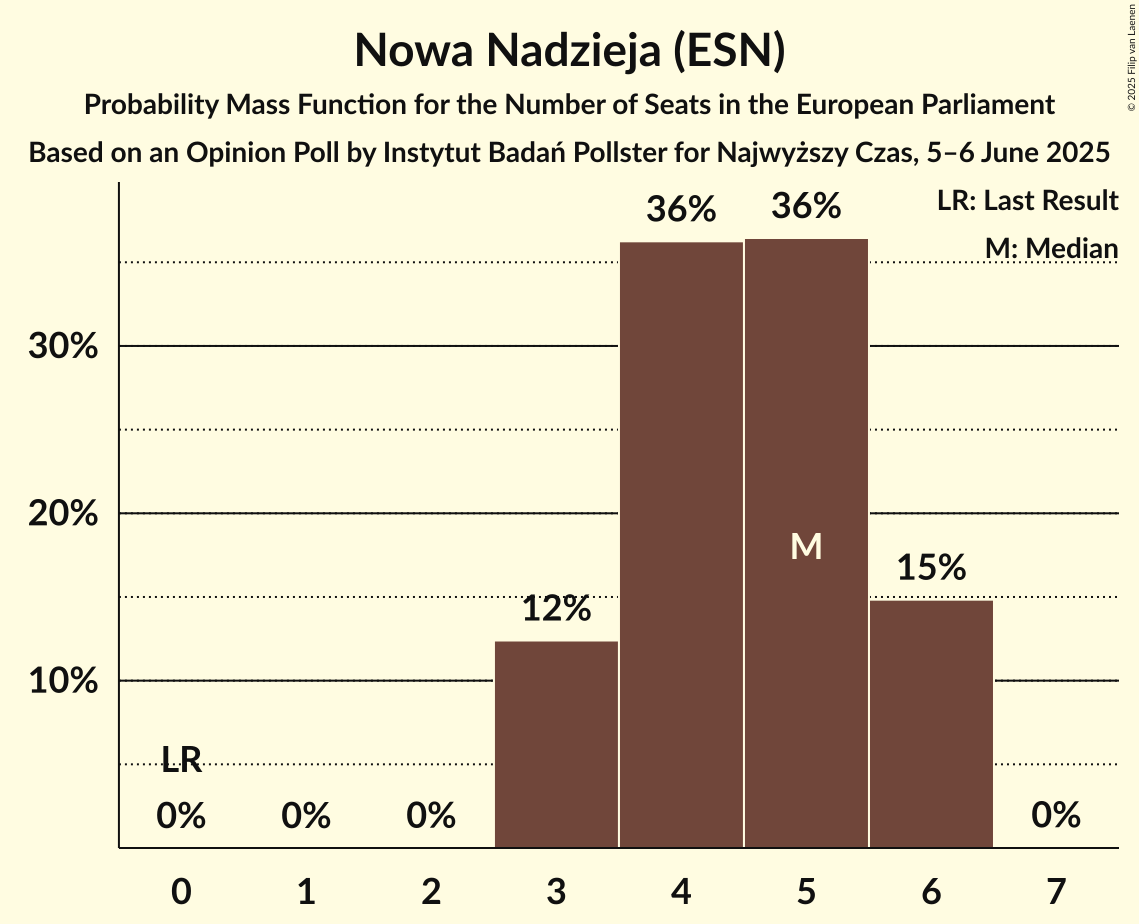 Nowa Nadzieja (ESN)
Probability Mass Function for the Number of Seats in the European Parliament
Based on an Opinion Poll by Instytut Badań Pollster for Najwyższy Czas, 5–6 June 2025
© 2025 Filip van Laenen
LR: Last Result
M: Median
36%
36%
30%
20%
M
15%
12%
10%
LR
0%
0%
0%
0%
0
1
2
3
4
5
6
7